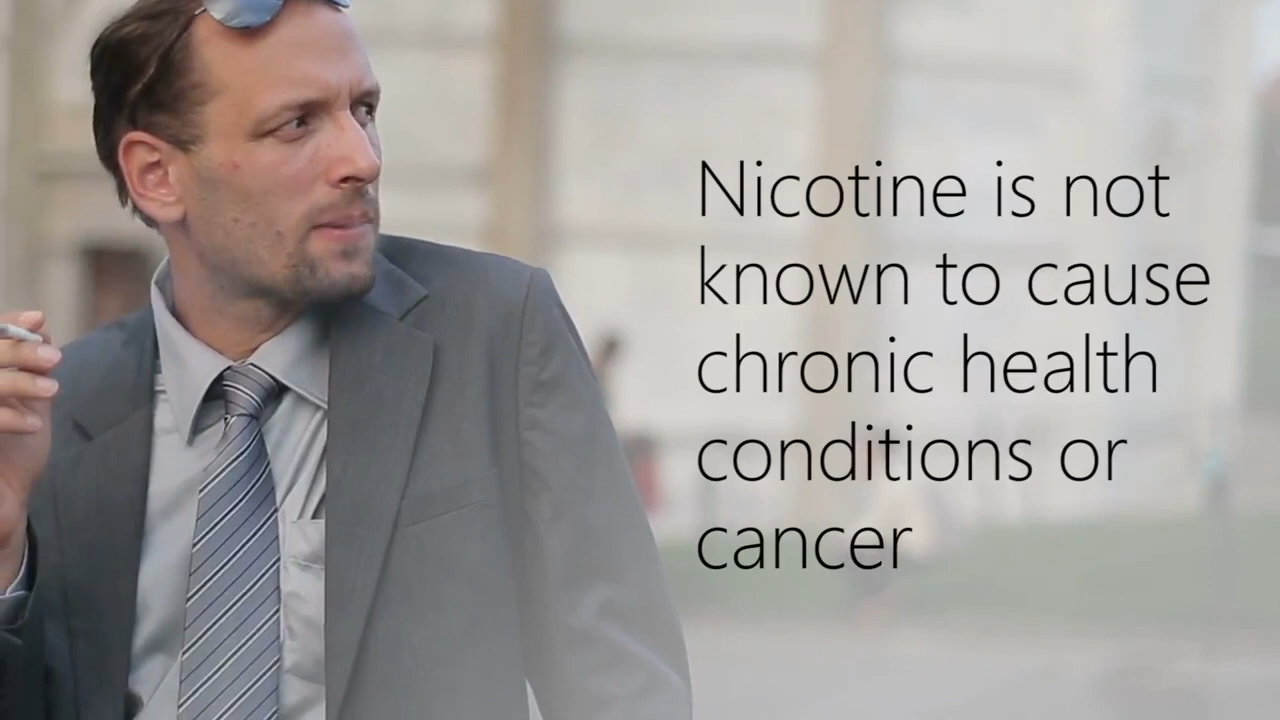 Nicotine is not
known to cause
chronic health
conditions or
cancer